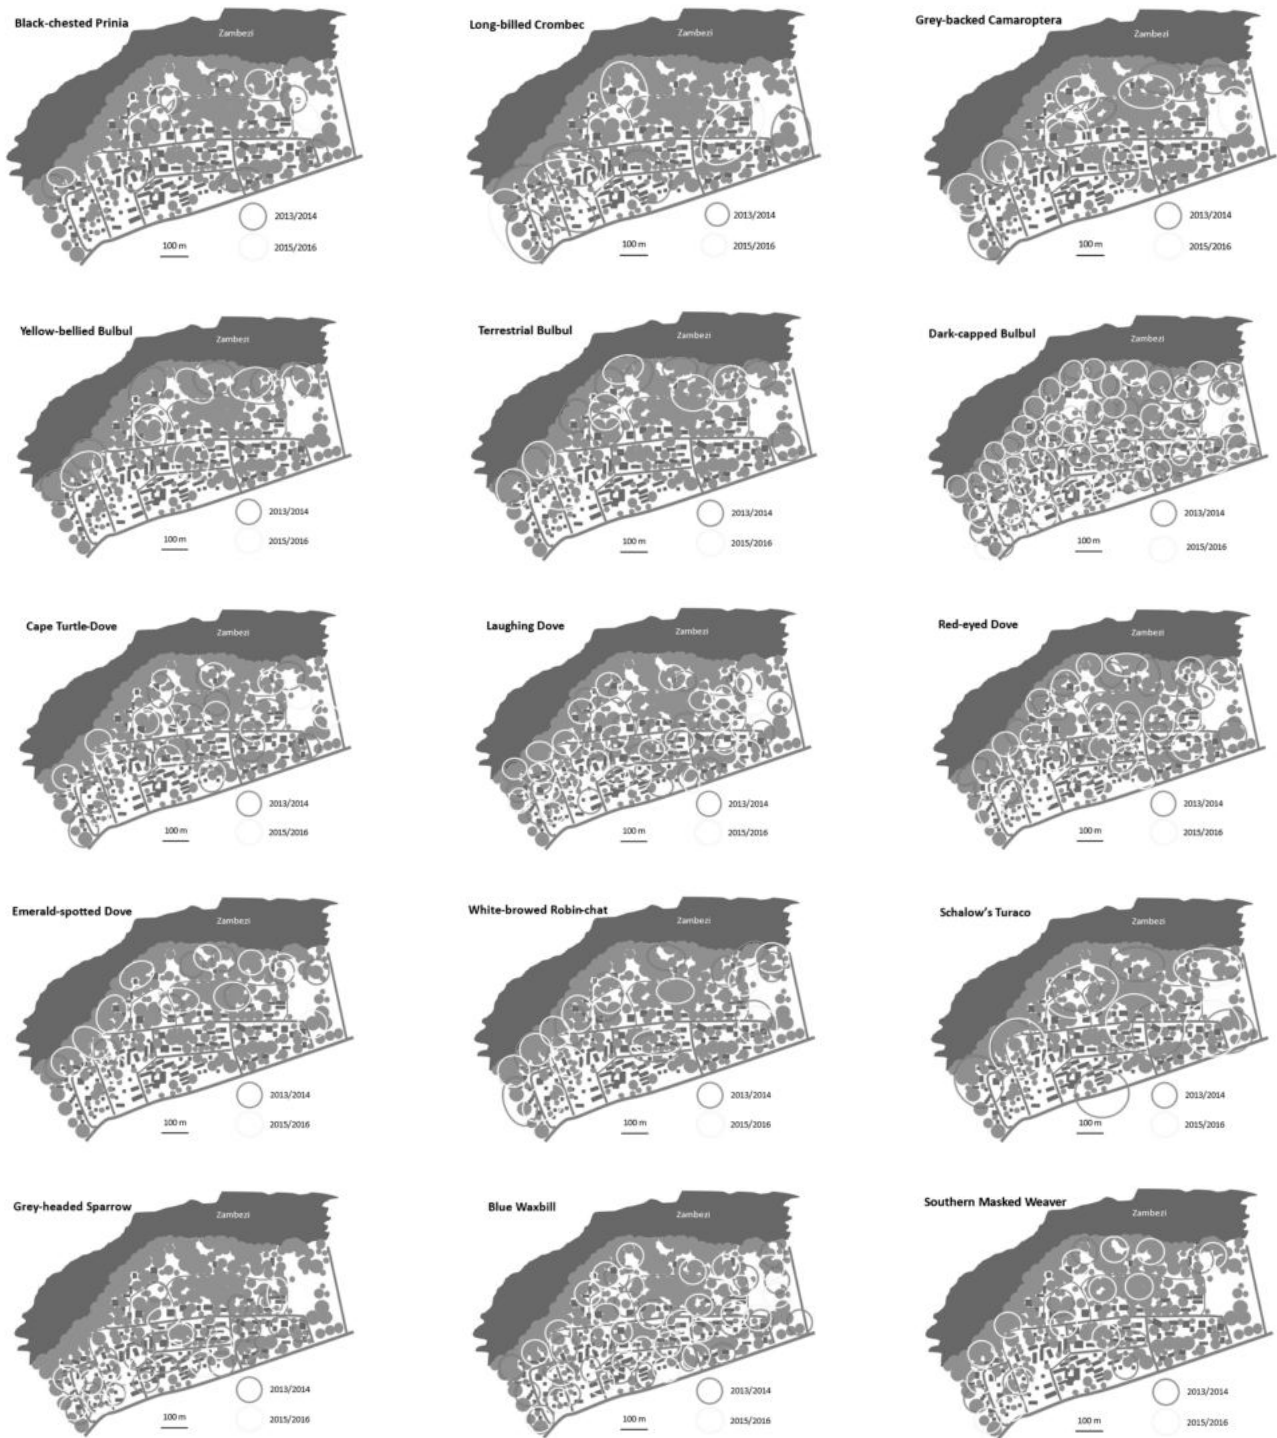 Black-chested Prinia
Zambezi
2013/2014
2015/2016
100 m
Long-billed Crombec
Zambezi
2013/2014
2015/2016
100 m
Grey-backed Camaroptera
Zambezi
2013/2014
2015/2016
100 m
Yellow-bellied Bulbul
Zambezi
2013/2014
2015/2016
100 m
Terrestrial Bulbul
Zambezi
2013/2014
2015/2016
100 m
Dark-capped Bulbul
Zambezi
2013/2014
2015/2016
100 m
Cape Turtle-Dove
Zambezi
2013/2014
2015/2016
100 m
Laughing Dove
Zambezi
2013/2014
2015/2016
100 m
Red-eyed Dove
Zambezi
2013/2014
2015/2016
100 m
Emerald-spotted Dove
Zambezi
2013/2014
2015/2016
100 m
White-browed Robin-chat
Zambezi
2013/2014
2015/2016
100 m
Schalow's Turaco
Zambezi
2013/2014
2015/2016
100 m
Grey-headed Sparrow
Zambezi
2013/2014
2015/2016
100 m
Blue Waxbill
Zambezi
2013/2014
2015/2016
100 m
Southern Masked Weaver
Zambezi
2013/2014
2015/2016
100 m